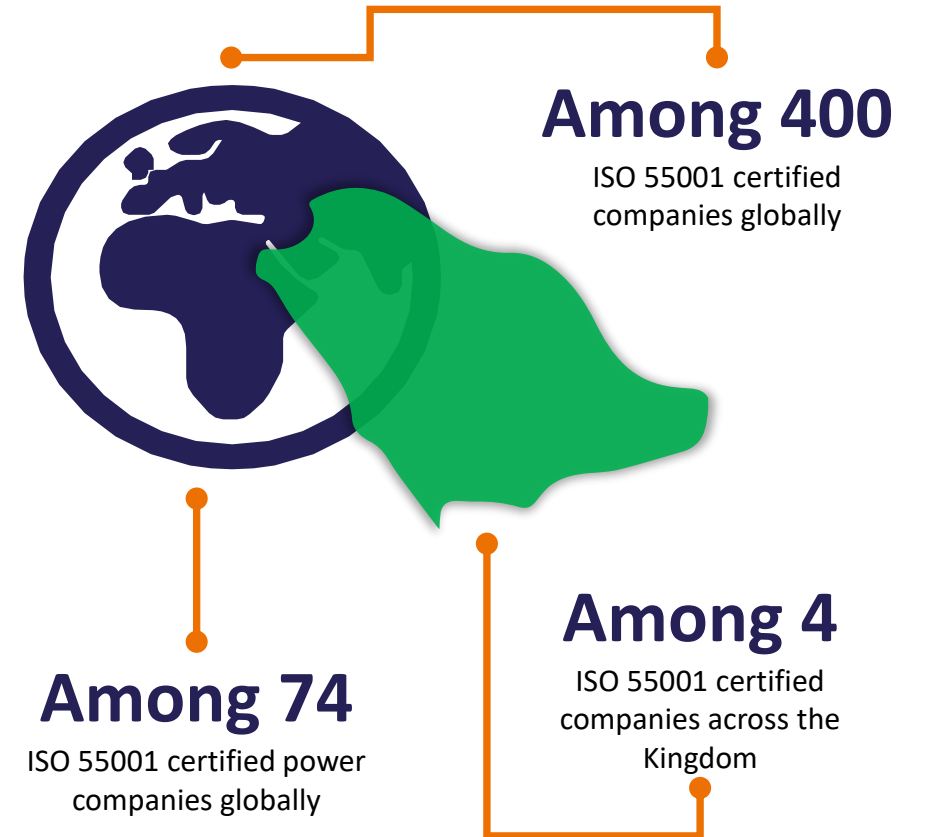 Among 400
ISO 55001 certified
companies globally
Among 4
ISO 55001 certified
companies across the
Kingdom
Among 74
ISO 55001 certified power
companies globally